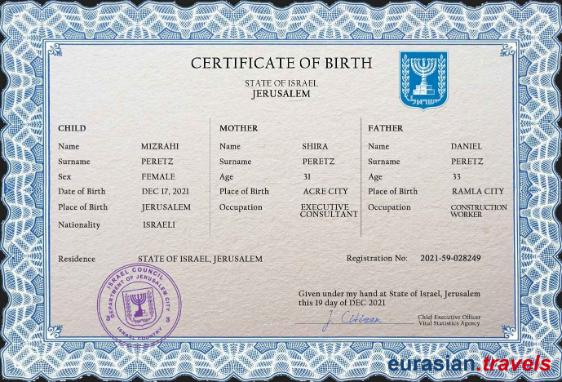 CERTIFICATE OF BIRTH
STATE OF ISRAEL
JERUSALEM
ישראל
CHILD
Name MIZRAHI
Surname PERETZ
Sex FEMALE
Date of Birth DEC 17, 2021
Place of Birth JERUSALEM
Nationality ISRAELI
MOTHER
Name SHIRA
Surname PERETZ
Age 31
Place of Birth ACRE CITY
Occupation EXECUTIVE
CONSULTANT
FATHER
Name DANIEL
Surname PERETZ
Age 33
Place of Birth RAMLA CITY
Occupation CONSTRUCTION
WORKER
Residence STATE OF ISRAEL, JERUSALEM
Registration No: 2021-59-028249
ISRAEL COUNCIL
DEPARTMENT OF JERUSALEM CITY
ISRAEL COUNTRY
Given under my hand at State of Israel, Jerusalem
this 19 day of DEC 2021
J. Citizen
Chief Executive Officer
Vital Statistics Agency
eurasian.travels